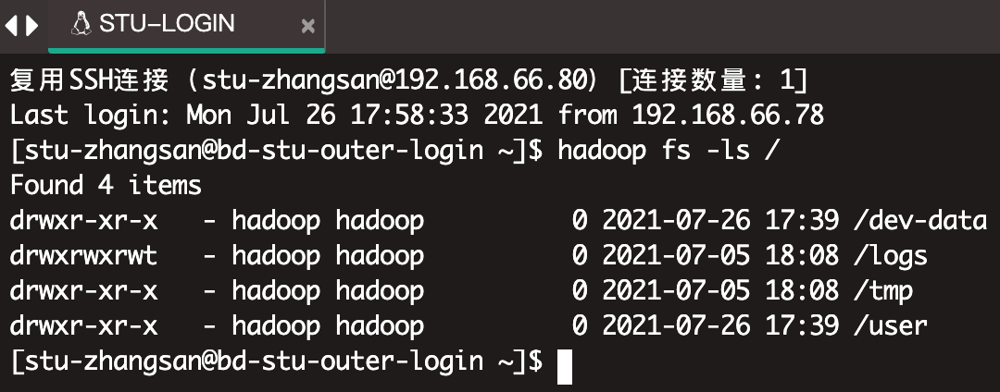 STU-LOGIN
复用SSH连接 (stu-zhangsan@192.168.66.80) [连接数量: 1]
Last login: Mon Jul 26 17:58:33 2021 from 192.168.66.78
[stu-zhangsan@bd-stu-outer-login ~]$ hadoop fs -ls /
Found 4 items
drwxr-xr-x   - hadoop hadoop          0 2021-07-26 17:39 /dev-data
drwxrwxrwt   - hadoop hadoop          0 2021-07-05 18:08 /logs
drwxr-xr-x   - hadoop hadoop          0 2021-07-05 18:08 /tmp
drwxr-xr-x   - hadoop hadoop          0 2021-07-26 17:39 /user
[stu-zhangsan@bd-stu-outer-login ~]$